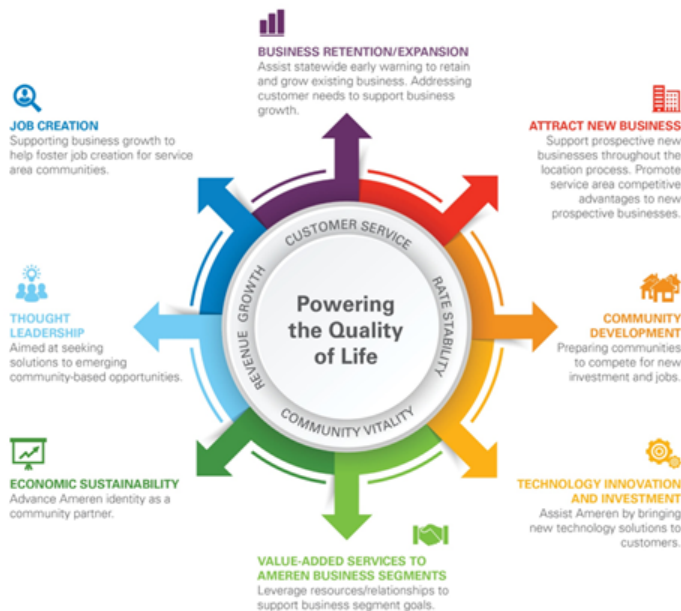 BUSINESS RETENTION/EXPANSION
Assist statewide early warning to retain
and grow existing business. Addressing
customer needs to support business
growth.
JOB CREATION
Supporting business growth to
help foster job creation for service
area communities.
ATTRACT NEW BUSINESS
Support prospective new
businesses throughout the
location process. Promote
service area competitive
advantages to new
prospective businesses.
CUSTOMER SERVICE
REVENUE GROWTH
RATE STABILITY
COMMUNITY VITALITY
Powering
the Quality
of Life
THOUGHT
LEADERSHIP
Aimed at seeking
solutions to emerging
community-based opportunities.
COMMUNITY
DEVELOPMENT
Preparing communities
to compete for new
investment and jobs.
ECONOMIC SUSTAINABILITY
Advance Ameren identity as a
community partner.
TECHNOLOGY INNOVATION
AND INVESTMENT
Assist Ameren by bringing
new technology solutions to
customers.
VALUE-ADDED SERVICES TO
AMEREN BUSINESS SEGMENTS
Leverage resources/relationships to
support business segment goals.